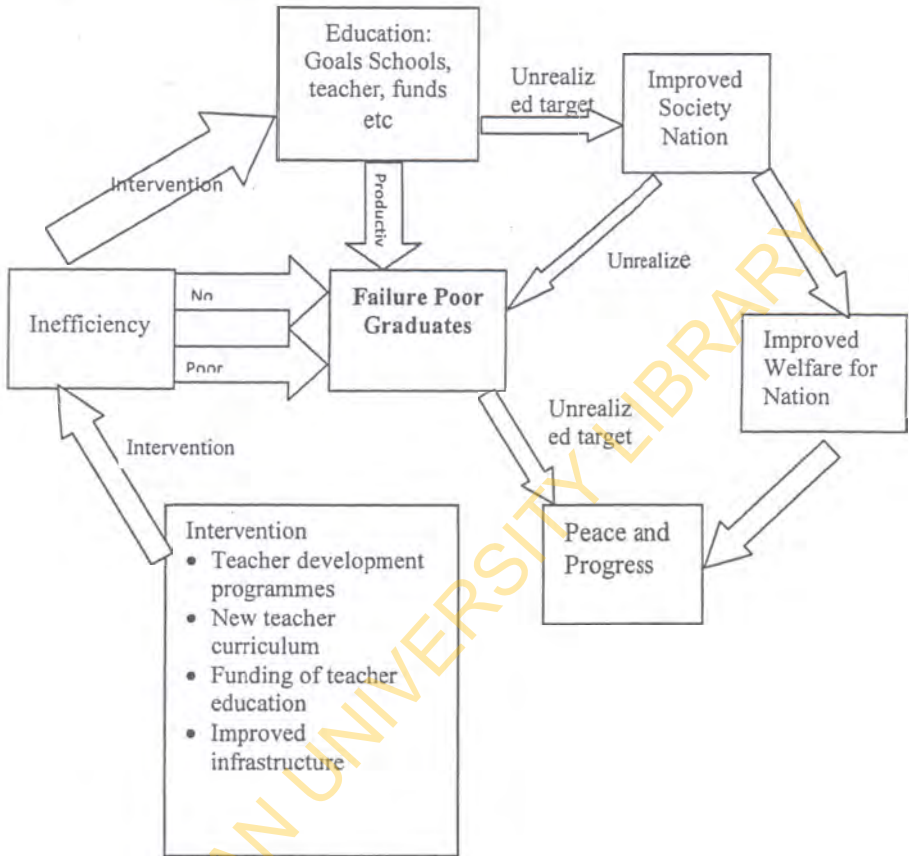 Education:
Goals Schools,
teacher, funds
etc
Unrealiz
ed target
Improved
Society
Nation
Intervention
Productiv
Unrealize
Inefficiency
No
Poor
Failure Poor
Graduates
Improved
Welfare for
Nation
Intervention
Unrealiz
ed target
Intervention
• Teacher development
programmes
• New teacher
curriculum
• Funding of teacher
education
• Improved
infrastructure
Peace and
Progress
AN UNIVERSITY LIBRARY